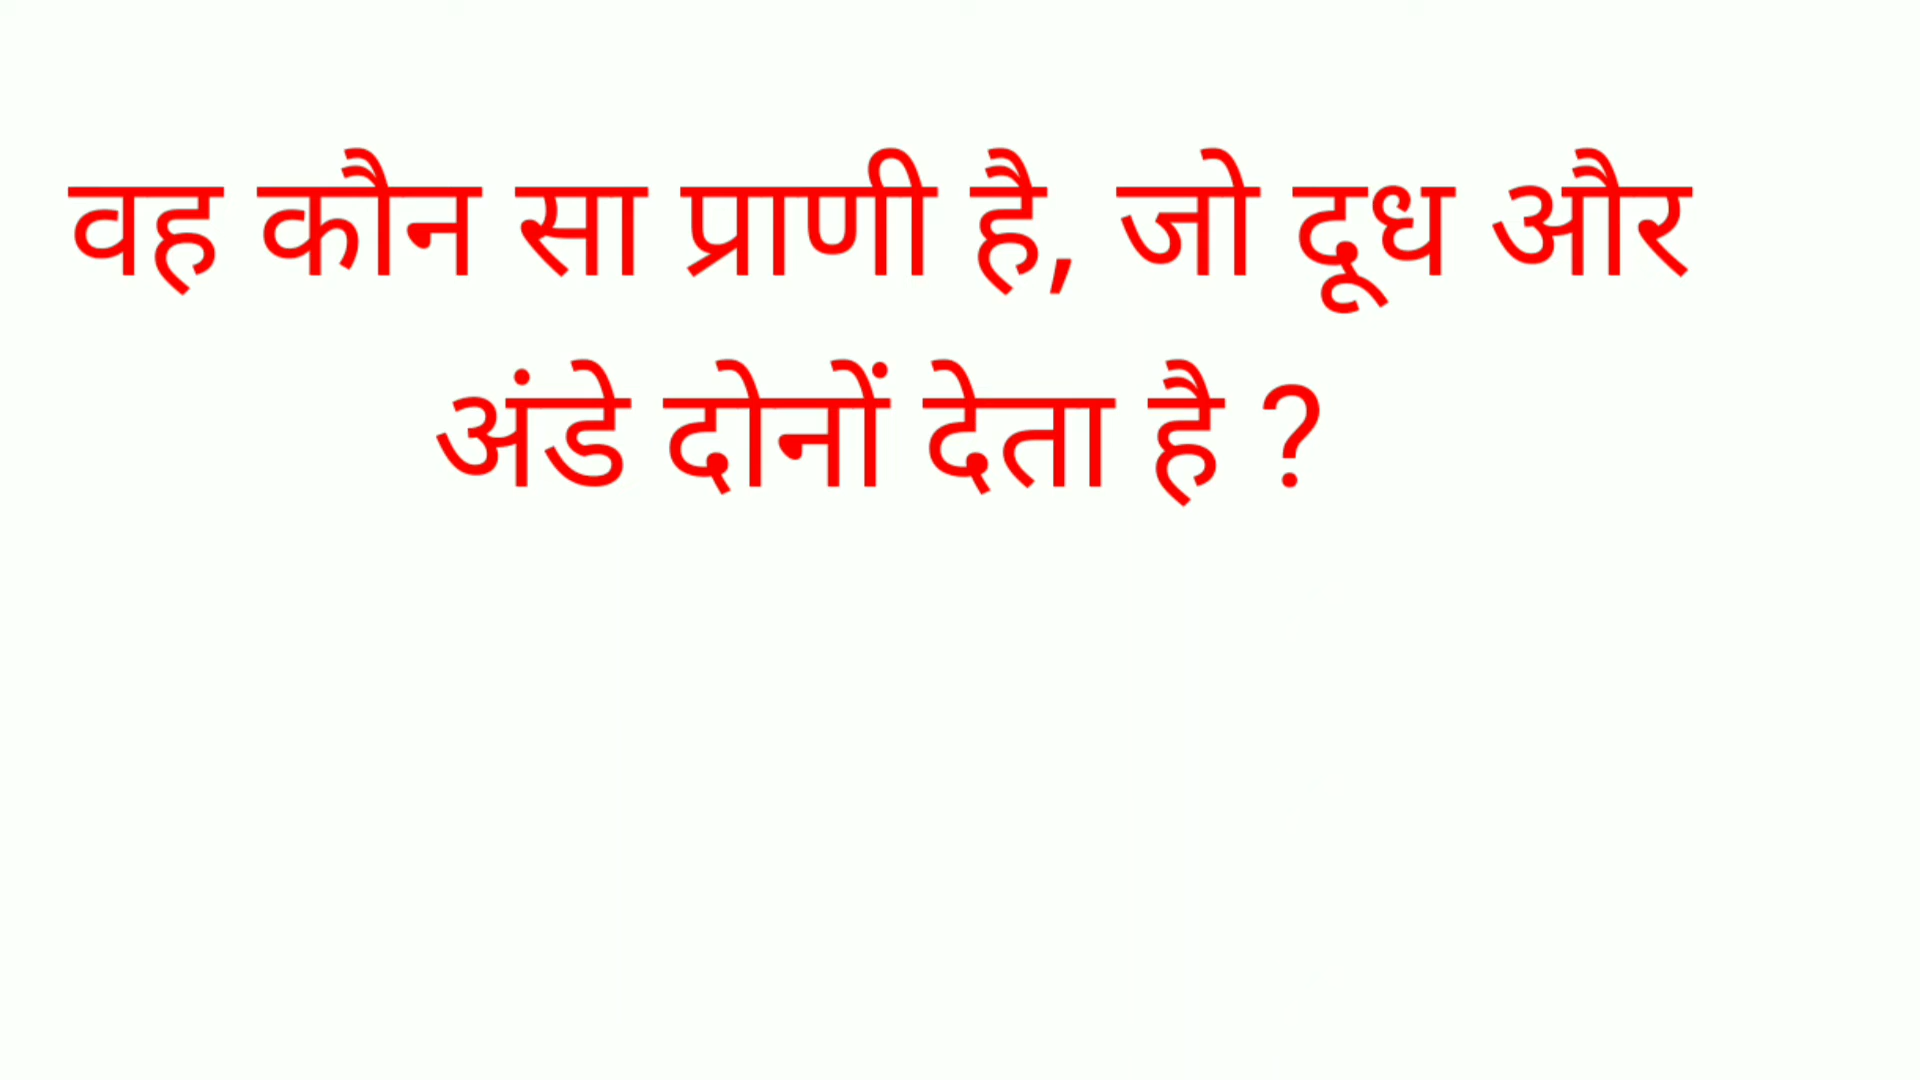 वह कौन सा प्राणी है, जो दूध और
अंडे दोनों देता है ?